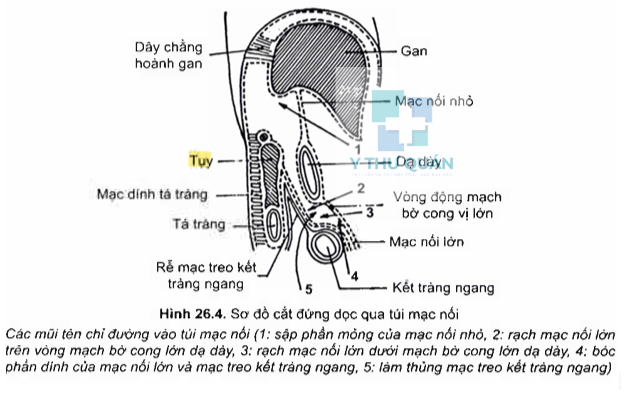 Dây chằng
hoành gan
Gan
Mạc nối nhỏ
1
Y THƯ QUÁN
Tụy
Dạ dày
Mạc dính tá tràng
2
Vòng động mạch
bờ cong vị lớn
3
Tá tràng
Mạc nối lớn
Rễ mạc treo kết
tràng ngang
5
4
Kết tràng ngang
Hình 26.4. Sơ đồ cắt đứng dọc qua túi mạc nối
Các mũi tên chỉ đường vào túi mạc nối (1: sập phần mỏng của mạc nối nhỏ, 2: rạch mạc nối lớn
trên vòng mạch bờ cong lớn dạ dày, 3: rạch mạc nối lớn dưới mạch bờ cong lớn dạ dày, 4: bóc
phần dính của mạc nối lớn và mạc treo kết tràng ngang, 5: làm thủng mạc treo kết tràng ngang)